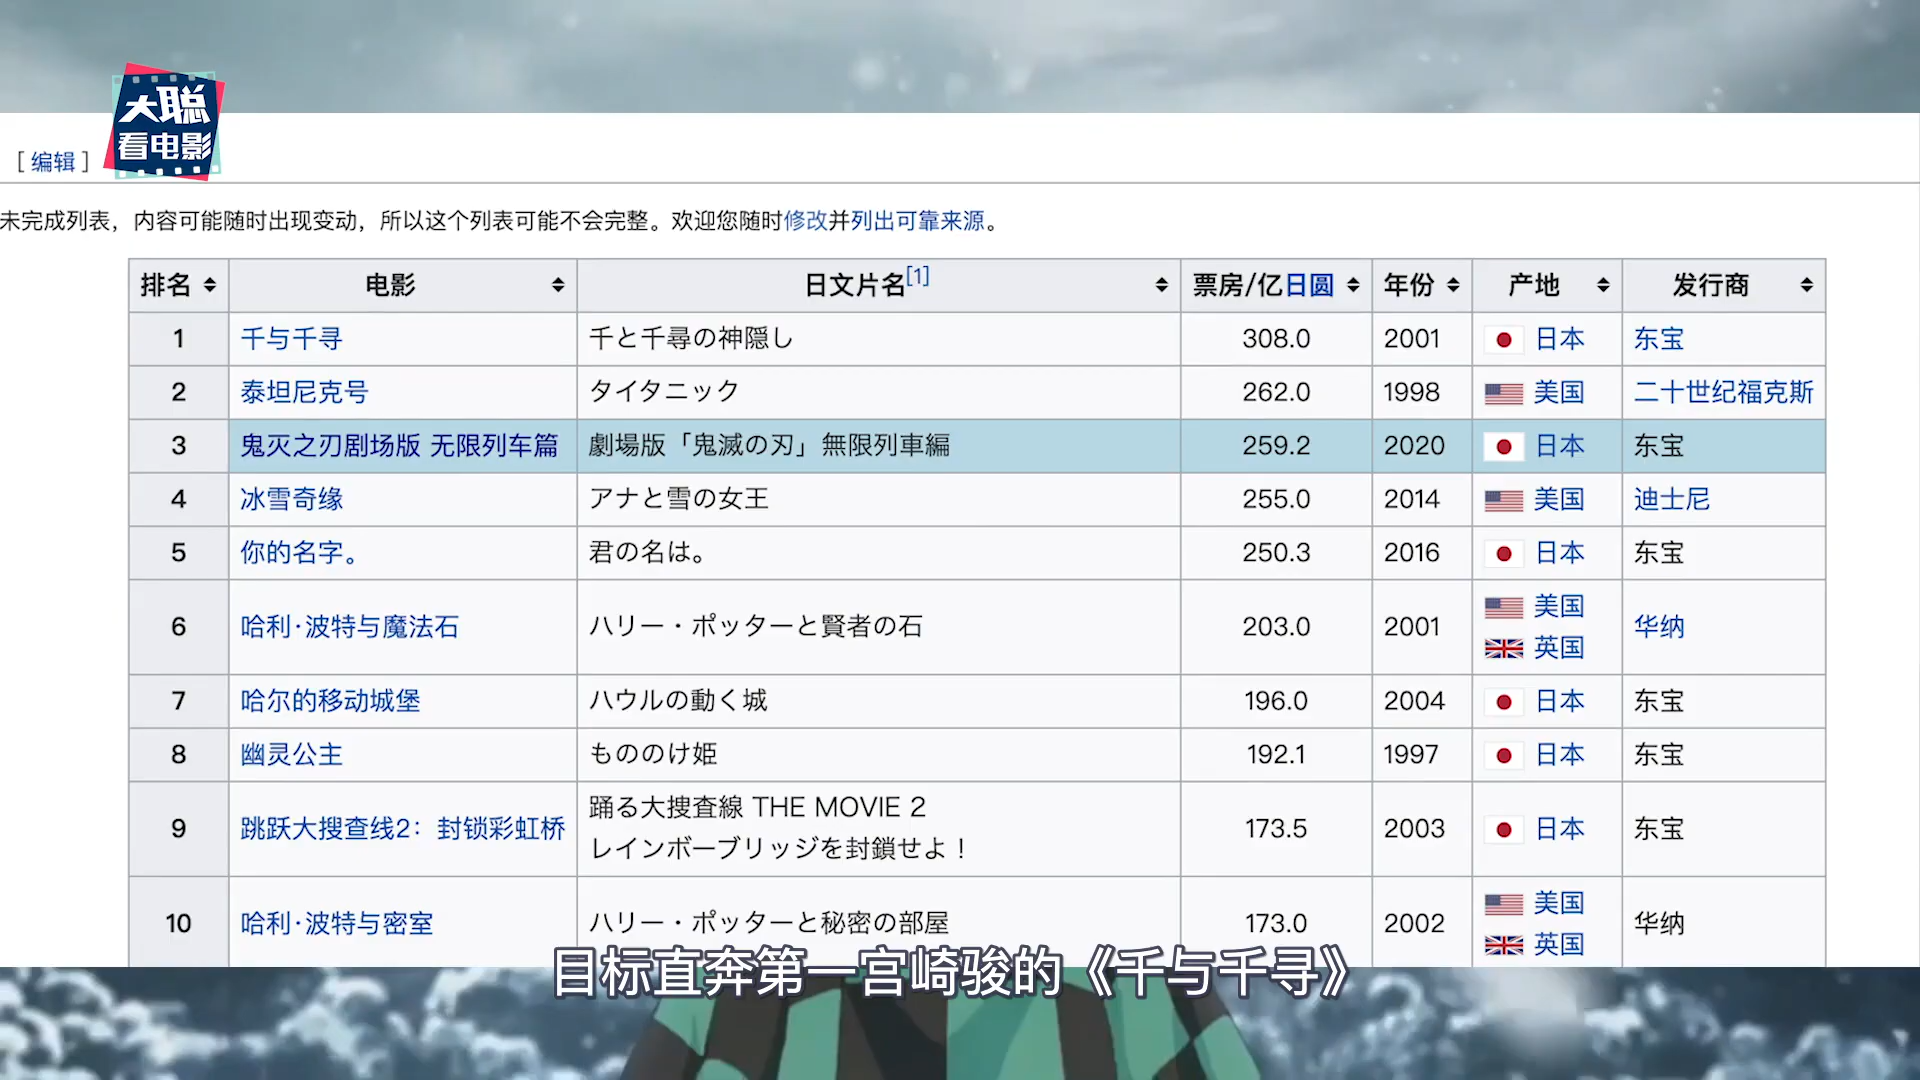 大聪
看电影
[ 编辑 ]
未完成列表，内容可能随时出现变动，所以这个列表可能不会完整。欢迎您随时修改并列出可靠来源。
排名 电影 日文片名[1] 票房/亿日圆 年份 产地 发行商
1 千与千寻 千と千尋の神隠し 308.0 2001 日本 东宝
2 泰坦尼克号 タイタニック 262.0 1998 美国 二十世纪福克斯
3 鬼灭之刃剧场版 无限列车篇 劇場版「鬼滅の刃」無限列車編 259.2 2020 日本 东宝
4 冰雪奇缘 アナと雪の女王 255.0 2014 美国 迪士尼
5 你的名字。 君の名は。 250.3 2016 日本 东宝
6 哈利·波特与魔法石 ハリー・ポッターと賢者の石 203.0 2001 美国 英国 华纳
7 哈尔的移动城堡 ハウルの動く城 196.0 2004 日本 东宝
8 幽灵公主 もののけ姫 192.1 1997 日本 东宝
9 跳跃大搜查线2：封锁彩虹桥 踊る大捜査線 THE MOVIE 2 レインボーブリッジを封鎖せよ！ 173.5 2003 日本 东宝
10 哈利·波特与密室 ハリー・ポッターと秘密の部屋 173.0 2002 美国 英国 华纳
目标直奔第一宫崎骏的《千与千寻》